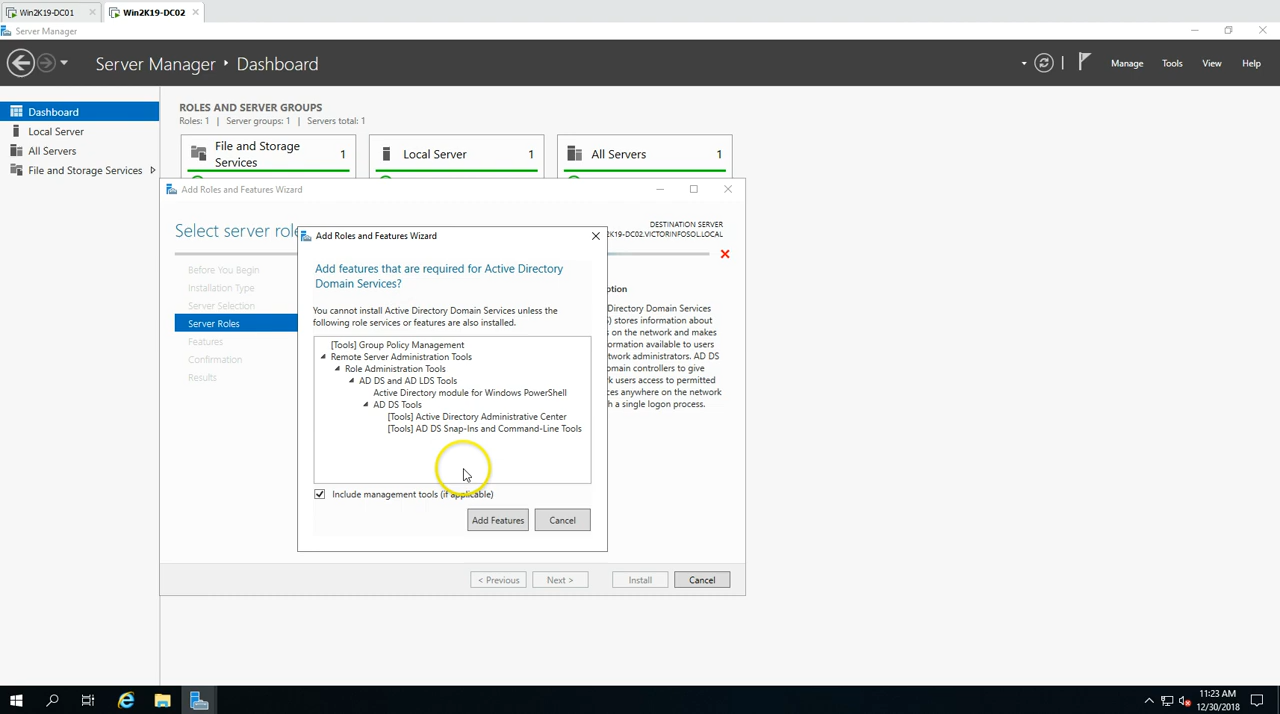 Win2K19-DC01
Win2K19-DC02
Server Manager
Server Manager • Dashboard
Manage
Tools
View
Help
Dashboard
Local Server
All Servers
File and Storage Services
ROLES AND SERVER GROUPS
Roles: 1 | Server groups: 1 | Servers total: 1
File and Storage
Services
1
Local Server
1
All Servers
1
Add Roles and Features Wizard
Select server role
DESTINATION SERVER
2K19-DC02.VICTORINFOSOL.LOCAL
Before You Begin
Installation Type
Server Selection
Server Roles
Features
Confirmation
Results
Add Roles and Features Wizard
Add features that are required for Active Directory
Domain Services?
You cannot install Active Directory Domain Services unless the
following role services or features are also installed.
[Tools] Group Policy Management
Remote Server Administration Tools
Role Administration Tools
AD DS and AD LDS Tools
Active Directory module for Windows PowerShell
AD DS Tools
[Tools] Active Directory Administrative Center
[Tools] AD DS Snap-Ins and Command-Line Tools
Include management tools (if applicable)
Add Features
Cancel
ption
Directory Domain Services
) stores information about
s on the network and makes
ormation available to users
etwork administrators. AD DS
omain controllers to give
rk users access to permitted
ces anywhere on the network
h a single logon process.
< Previous
Next >
Install
Cancel
11:23 AM
12/30/2018